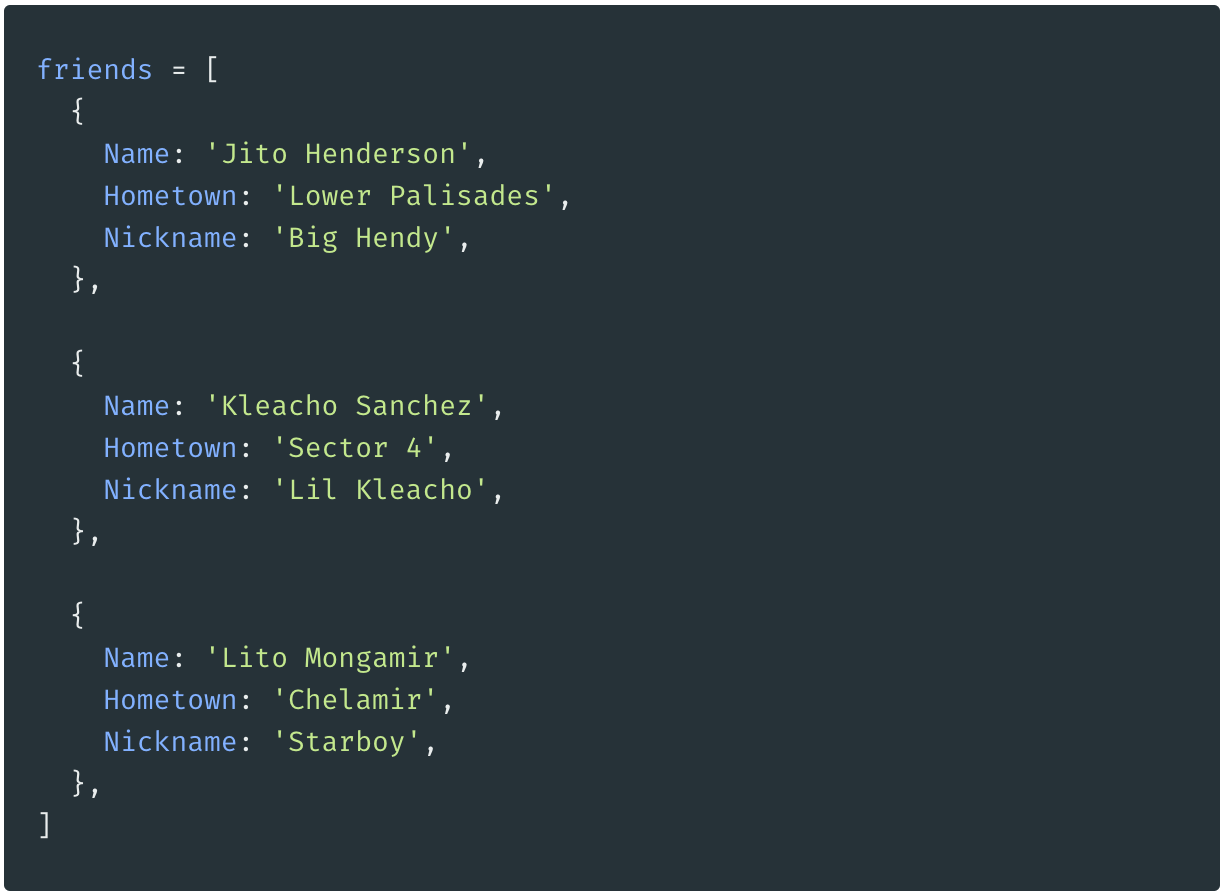 friends = [
  {
    Name: 'Jito Henderson',
    Hometown: 'Lower Palisades',
    Nickname: 'Big Hendy',
  },

  {
    Name: 'Kleacho Sanchez',
    Hometown: 'Sector 4',
    Nickname: 'Lil Kleacho',
  },

  {
    Name: 'Lito Mongamir',
    Hometown: 'Chelamir',
    Nickname: 'Starboy',
  },
]